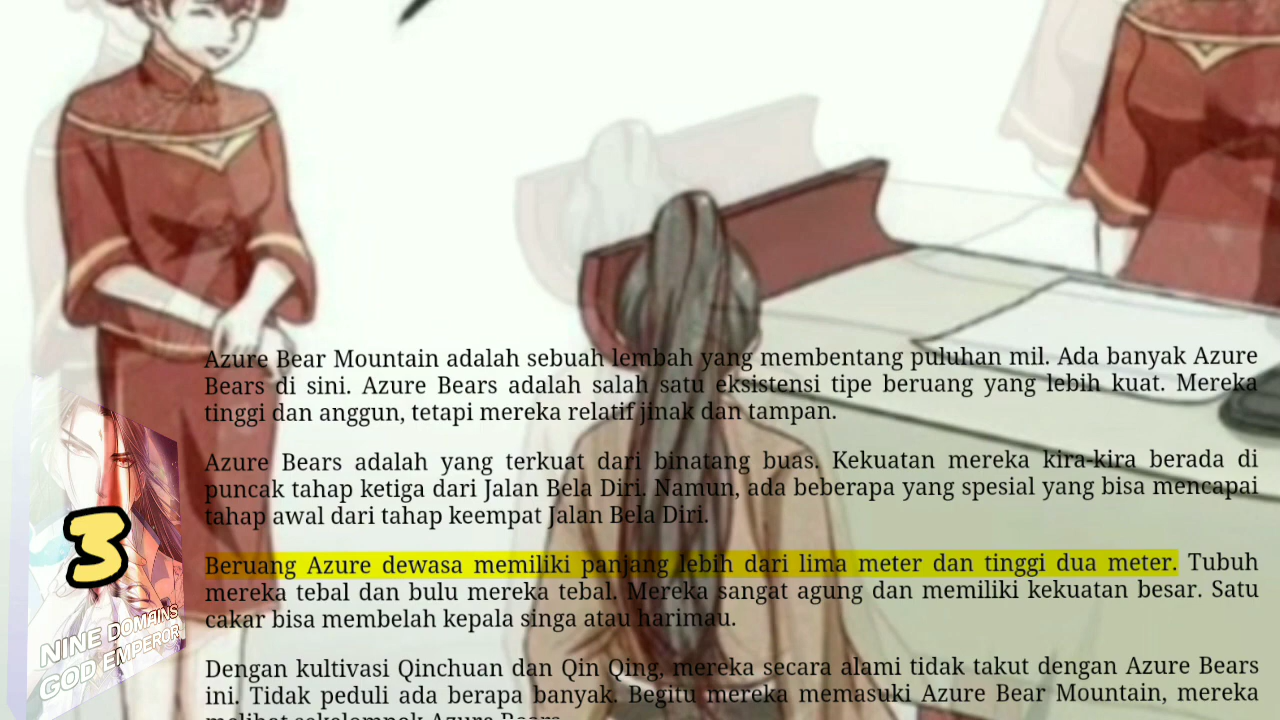 Azure Bear Mountain adalah sebuah lembah yang membentang puluhan mil. Ada banyak Azure
Bears di sini. Azure Bears adalah salah satu eksistensi tipe beruang yang lebih kuat. Mereka
tinggi dan anggun, tetapi mereka relatif jinak dan tampan.
Azure Bears adalah yang terkuat dari binatang buas. Kekuatan mereka kira-kira berada di
puncak tahap ketiga dari Jalan Bela Diri. Namun, ada beberapa yang spesial yang bisa mencapai
tahap awal dari tahap keempat Jalan Bela Diri.
Beruang Azure dewasa memiliki panjang lebih dari lima meter dan tinggi dua meter. Tubuh
mereka tebal dan bulu mereka tebal. Mereka sangat agung dan memiliki kekuatan besar. Satu
cakar bisa membelah kepala singa atau harimau.
Dengan kultivasi Qinchuan dan Qin Qing, mereka secara alami tidak takut dengan Azure Bears
ini. Tidak peduli ada berapa banyak. Begitu mereka memasuki Azure Bear Mountain, mereka
melihat sekelompok Azure Bears.
3
NINE DOMAINS
GOD EMPEROR